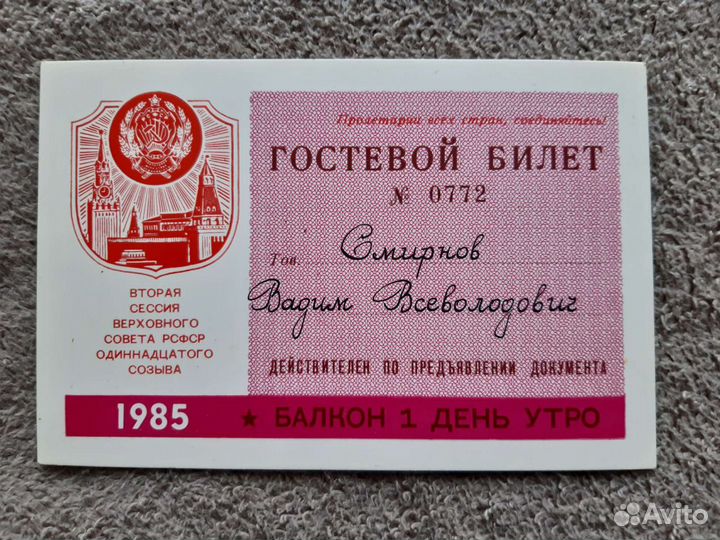 Пролетарии всех стран, соединяйтесь!
ГОСТЕВОЙ БИЛЕТ
№ 0772
Тов. Смирнов
Вадим Всеволодович
ДЕЙСТВИТЕЛЕН ПО ПРЕДЪЯВЛЕНИИ ДОКУМЕНТА
ВТОРАЯ
СЕССИЯ
ВЕРХОВНОГО
СОВЕТА РСФСР
ОДИННАДЦАТОГО
СОЗЫВА
1985 ★ БАЛКОН 1 ДЕНЬ УТРО
Avito